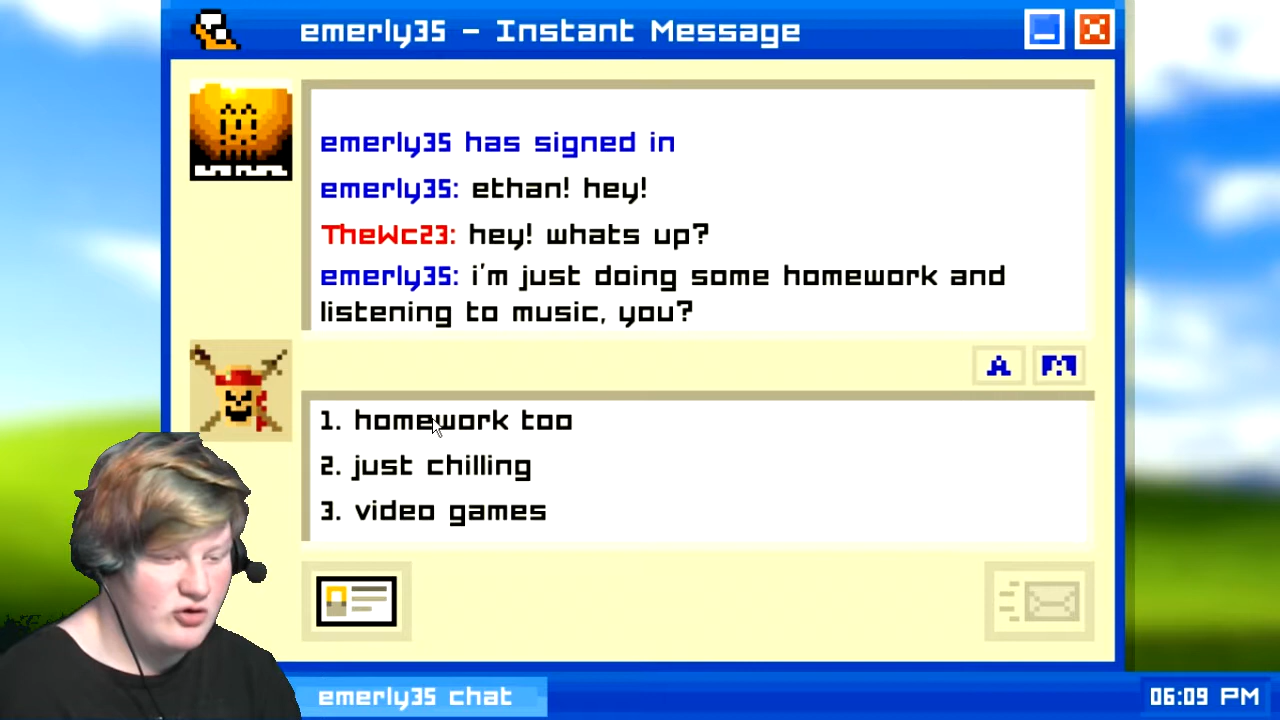 emerly35 - Instant Message
emerly35 has signed in
emerly35: ethan! hey!
TheWc23: hey! whats up?
emerly35: i'm just doing some homework and
listening to music, you?
A
1. homework too
2. just chilling
3. video games
emerly35 chat
06:09 PM